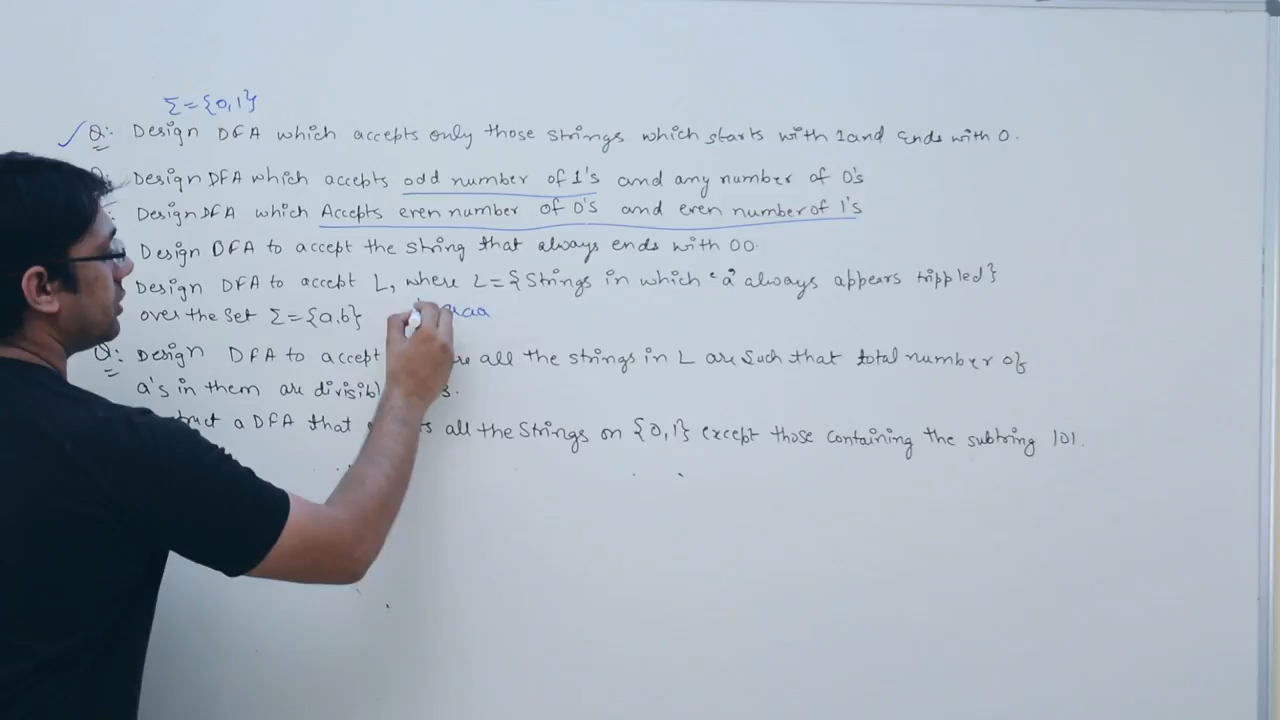 Σ={0,1}
Q: Design DFA which accepts only those strings which starts with 1 and Ends with 0.
Design DFA which accepts odd number of 1's and any number of 0's
Design DFA which Accepts even number of 0's and even number of 1's
Design DFA to accept the string that always ends with 00.
Design DFA to accept L, where L={Strings in which 'a' always appears trippled}
over the Set Σ={a,b} aa
Q: Design DFA to accept all the strings in L are Such that total number of
a's in them are
a DFA that all the Strings on {0,1} except those containing the substring 101.